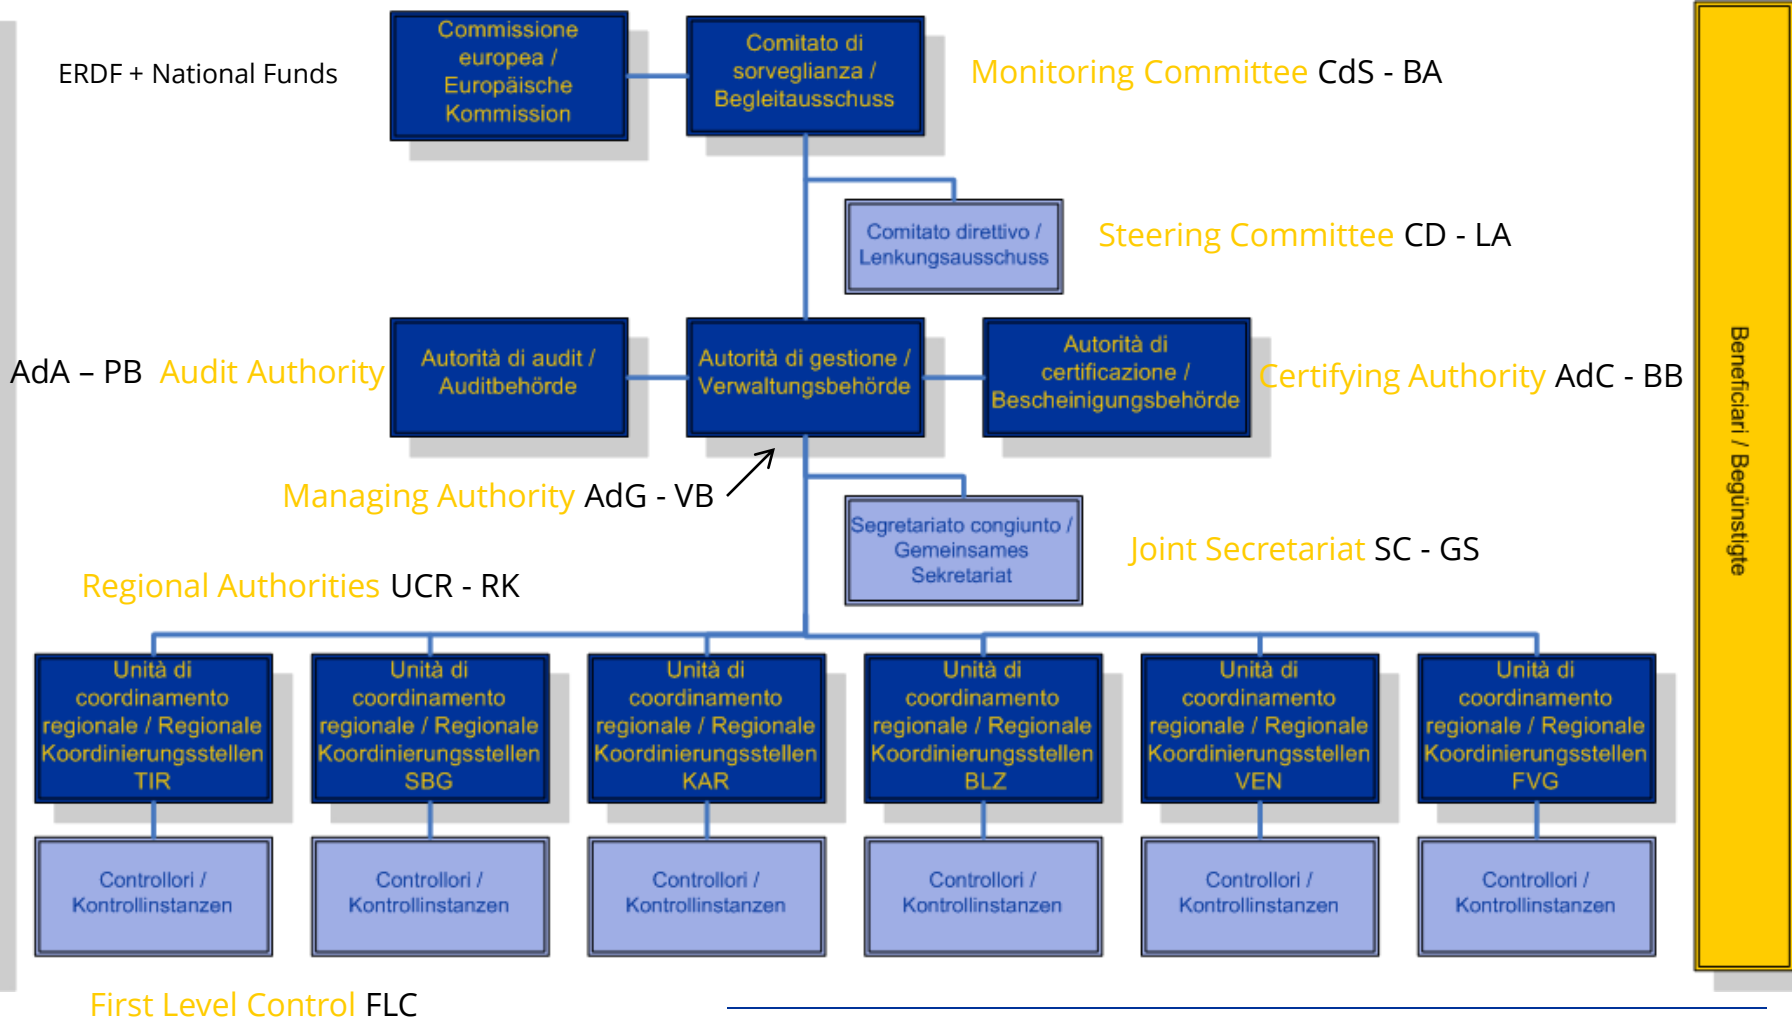 ERDF + National Funds
Commissione
europea /
Europäische
Kommission
Comitato di
sorveglianza /
Begleitausschuss
Monitoring Committee CdS - BA
Comitato direttivo /
Lenkungsausschuss
Steering Committee CD - LA
AdA – PB Audit Authority
Autorità di audit /
Auditbehörde
Autorità di gestione /
Verwaltungsbehörde
Autorità di
certificazione /
Bescheinigungsbehörde
Certifying Authority AdC - BB
Managing Authority AdG - VB
Segretariato congiunto /
Gemeinsames
Sekretariat
Joint Secretariat SC - GS
Regional Authorities UCR - RK
Unità di
coordinamento
regionale / Regionale
Koordinierungsstellen
TIR
Unità di
coordinamento
regionale / Regionale
Koordinierungsstellen
SBG
Unità di
coordinamento
regionale / Regionale
Koordinierungsstellen
KAR
Unità di
coordinamento
regionale / Regionale
Koordinierungsstellen
BLZ
Unità di
coordinamento
regionale / Regionale
Koordinierungsstellen
VEN
Unità di
coordinamento
regionale / Regionale
Koordinierungsstellen
FVG
Controllori /
Kontrollinstanzen
Controllori /
Kontrollinstanzen
Controllori /
Kontrollinstanzen
Controllori /
Kontrollinstanzen
Controllori /
Kontrollinstanzen
Controllori /
Kontrollinstanzen
First Level Control FLC
Beneficiari / Begünstigte